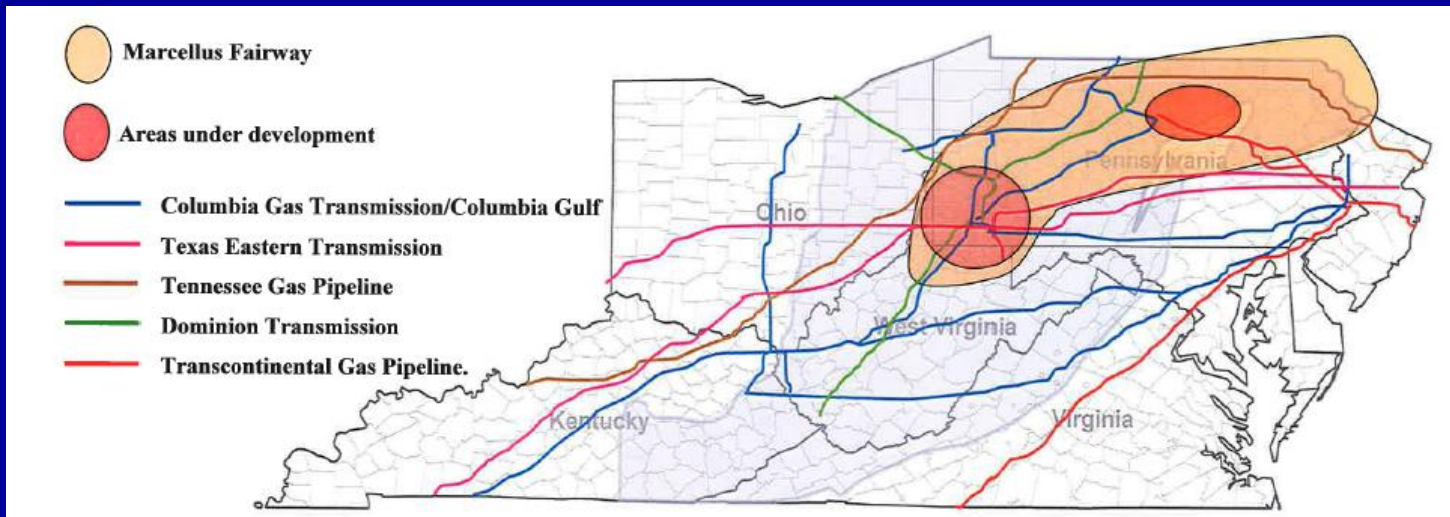 Marcellus Fairway
Areas under development
Columbia Gas Transmission/Columbia Gulf
Texas Eastern Transmission
Tennessee Gas Pipeline
Dominion Transmission
Transcontinental Gas Pipeline.
Pennsylvania
Ohio
West Virginia
Kentucky
Virginia